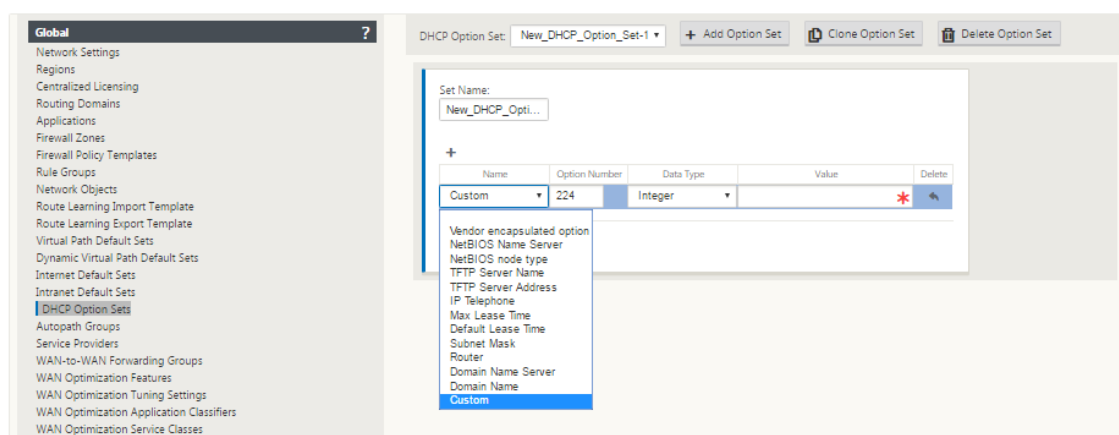 Global ?
Network Settings
Regions
Centralized Licensing
Routing Domains
Applications
Firewall Zones
Firewall Policy Templates
Rule Groups
Network Objects
Route Learning Import Template
Route Learning Export Template
Virtual Path Default Sets
Dynamic Virtual Path Default Sets
Internet Default Sets
Intranet Default Sets
DHCP Option Sets
Autopath Groups
Service Providers
WAN-to-WAN Forwarding Groups
WAN Optimization Features
WAN Optimization Tuning Settings
WAN Optimization Application Classifiers
WAN Optimization Service Classes
DHCP Option Set: New_DHCP_Option_Set-1 + Add Option Set Clone Option Set Delete Option Set
Set Name:
New_DHCP_Opti...
+
Name Option Number Data Type Value Delete
Custom 224 Integer *
Vendor encapsulated option
NetBIOS Name Server
NetBIOS node type
TFTP Server Name
TFTP Server Address
IP Telephone
Max Lease Time
Default Lease Time
Subnet Mask
Router
Domain Name Server
Domain Name
Custom